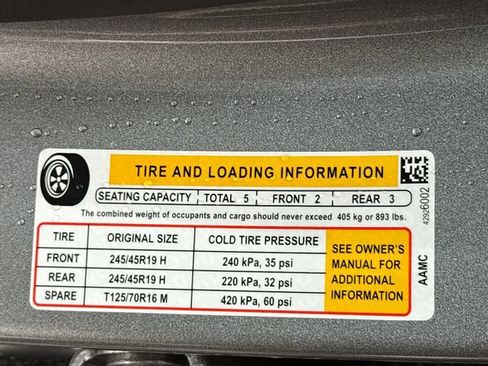 TIRE AND LOADING INFORMATION
SEATING CAPACITY TOTAL 5 FRONT 2 REAR 3
The combined weight of occupants and cargo should never exceed 405 kg or 893 lbs.
TIRE ORIGINAL SIZE COLD TIRE PRESSURE
FRONT 245/45R19 H 240 kPa, 35 psi
REAR 245/45R19 H 220 kPa, 32 psi
SPARE T125/70R16 M 420 kPa, 60 psi
SEE OWNER'S
MANUAL FOR
ADDITIONAL
INFORMATION
42926002
AAMC